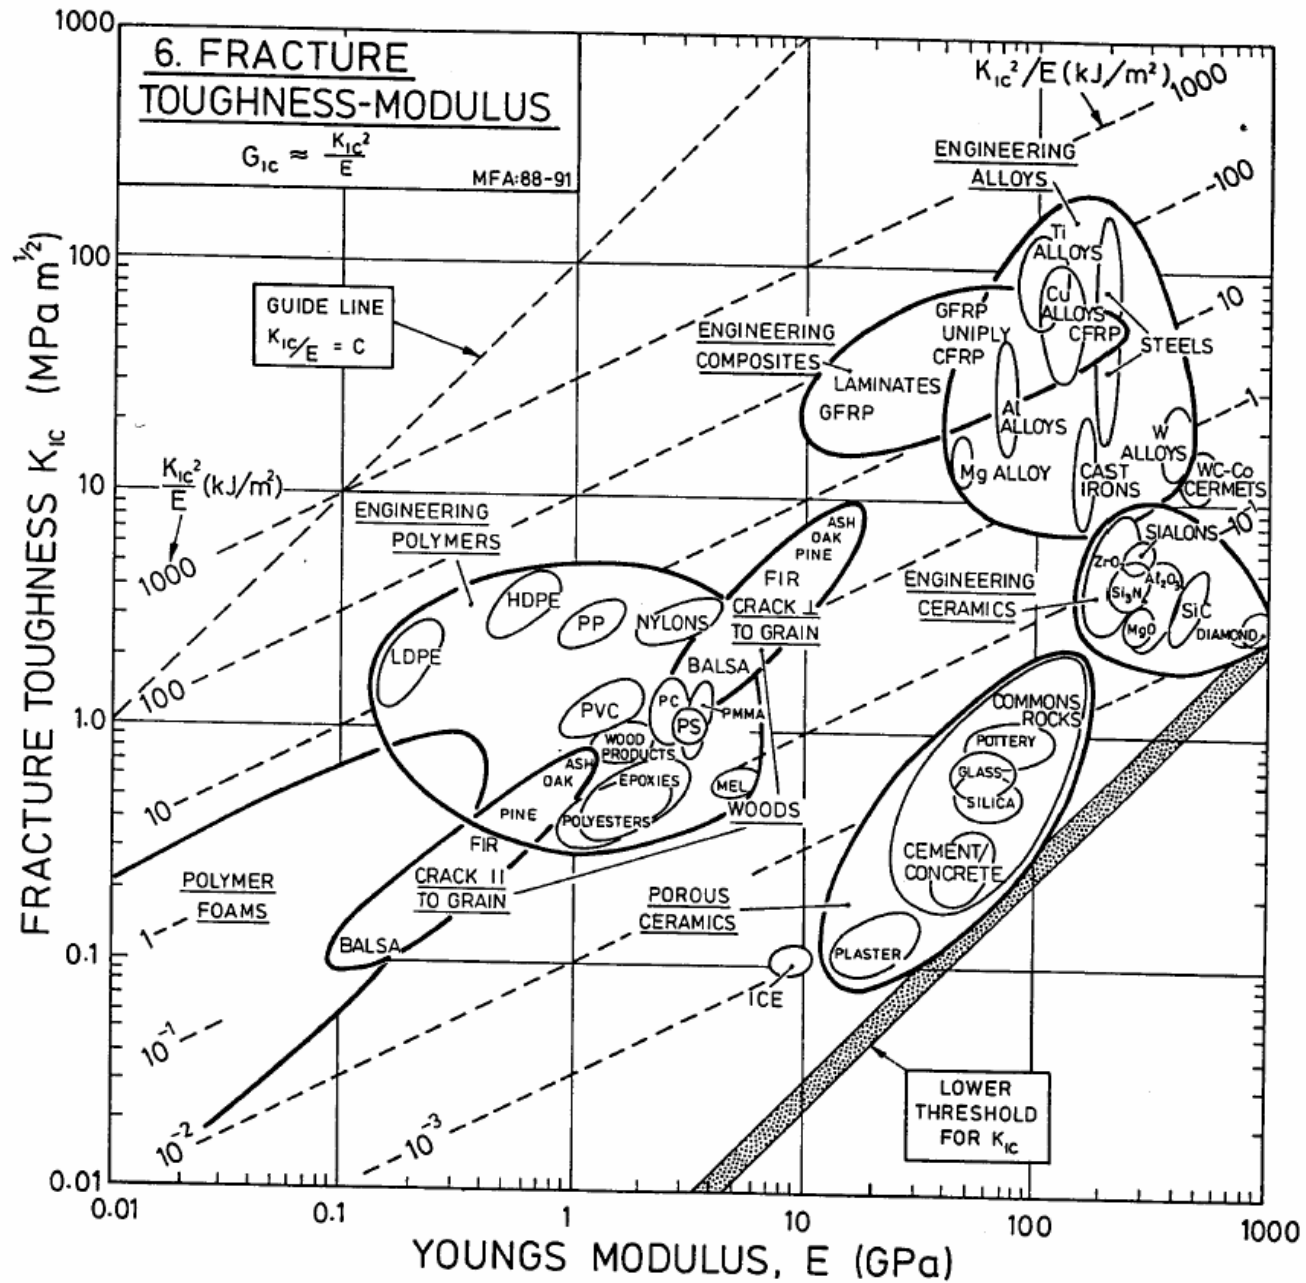 6. FRACTURE
TOUGHNESS-MODULUS
G_IC ≈ K_IC²/E
MFA:88-91
K_IC²/E (kJ/m²)
1000
100
10
1
10⁻¹
ENGINEERING
ALLOYS
Ti
ALLOYS
Cu
ALLOYS
CFRP
STEELS
GUIDE LINE
K_IC/E = C
ENGINEERING
COMPOSITES
GFRP
UNIPLY
CFRP
LAMINATES
GFRP
Al
ALLOYS
Mg ALLOY
CAST
IRONS
W
ALLOYS
WC-Co
CERMETS
K_IC²/E (kJ/m²)
1000
100
10
1
10⁻¹
10⁻²
10⁻³
ENGINEERING
POLYMERS
HDPE
PP
NYLONS
LDPE
PVC
PC
PS
PMMA
WOOD
PRODUCTS
EPOXIES
POLYESTERS
MEL
ASH
OAK
PINE
FIR
CRACK ⊥
TO GRAIN
BALSA
WOODS
ASH
OAK
PINE
FIR
CRACK II
TO GRAIN
BALSA
POLYMER
FOAMS
ENGINEERING
CERAMICS
SIALONS
ZrO
Al₂O₃
Si₃N
SiC
MgO
DIAMOND
COMMONS
ROCKS
POTTERY
GLASS
SILICA
CEMENT/
CONCRETE
POROUS
CERAMICS
PLASTER
ICE
LOWER
THRESHOLD
FOR K_IC
FRACTURE TOUGHNESS K_IC (MPa m^½)
1000
100
10
1.0
0.1
0.01
0.01
0.1
1
10
100
1000
YOUNGS MODULUS, E (GPa)